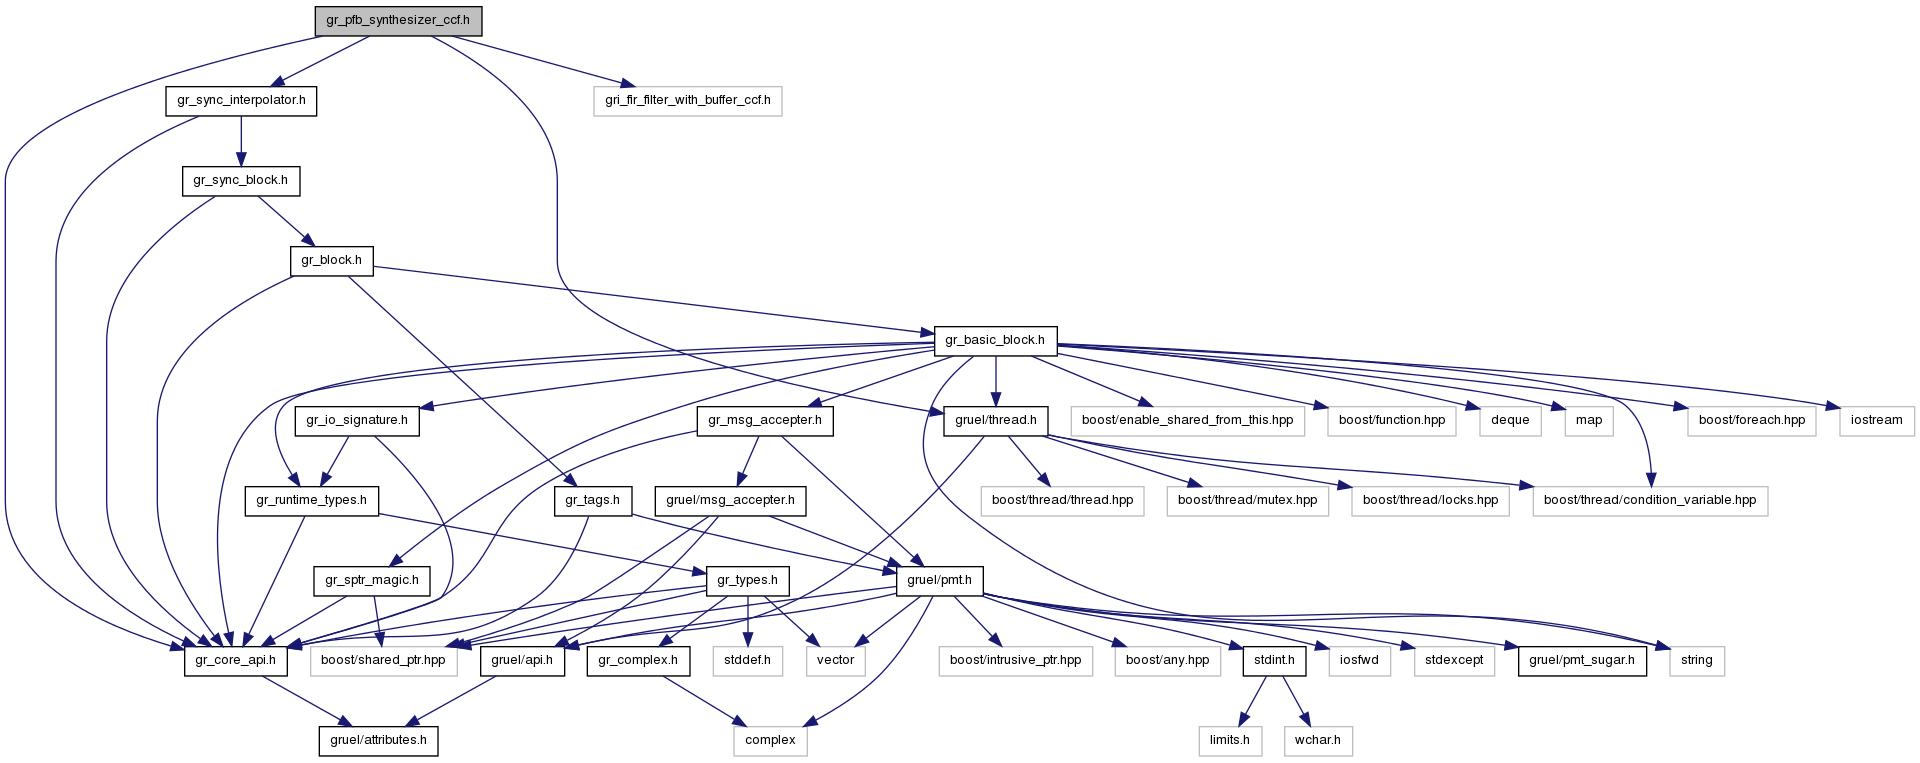 gr_pfb_synthesizer_ccf.h
gr_sync_interpolator.h
gri_fir_filter_with_buffer_ccf.h
gr_sync_block.h
gr_block.h
gr_basic_block.h
gr_io_signature.h
gr_msg_accepter.h
gruel/thread.h
boost/enable_shared_from_this.hpp
boost/function.hpp
deque
map
boost/foreach.hpp
iostream
gr_runtime_types.h
gr_tags.h
gruel/msg_accepter.h
boost/thread/thread.hpp
boost/thread/mutex.hpp
boost/thread/locks.hpp
boost/thread/condition_variable.hpp
gr_sptr_magic.h
gr_types.h
gruel/pmt.h
gr_core_api.h
boost/shared_ptr.hpp
gruel/api.h
gr_complex.h
stddef.h
vector
boost/intrusive_ptr.hpp
boost/any.hpp
stdint.h
iosfwd
stdexcept
gruel/pmt_sugar.h
string
gruel/attributes.h
complex
limits.h
wchar.h